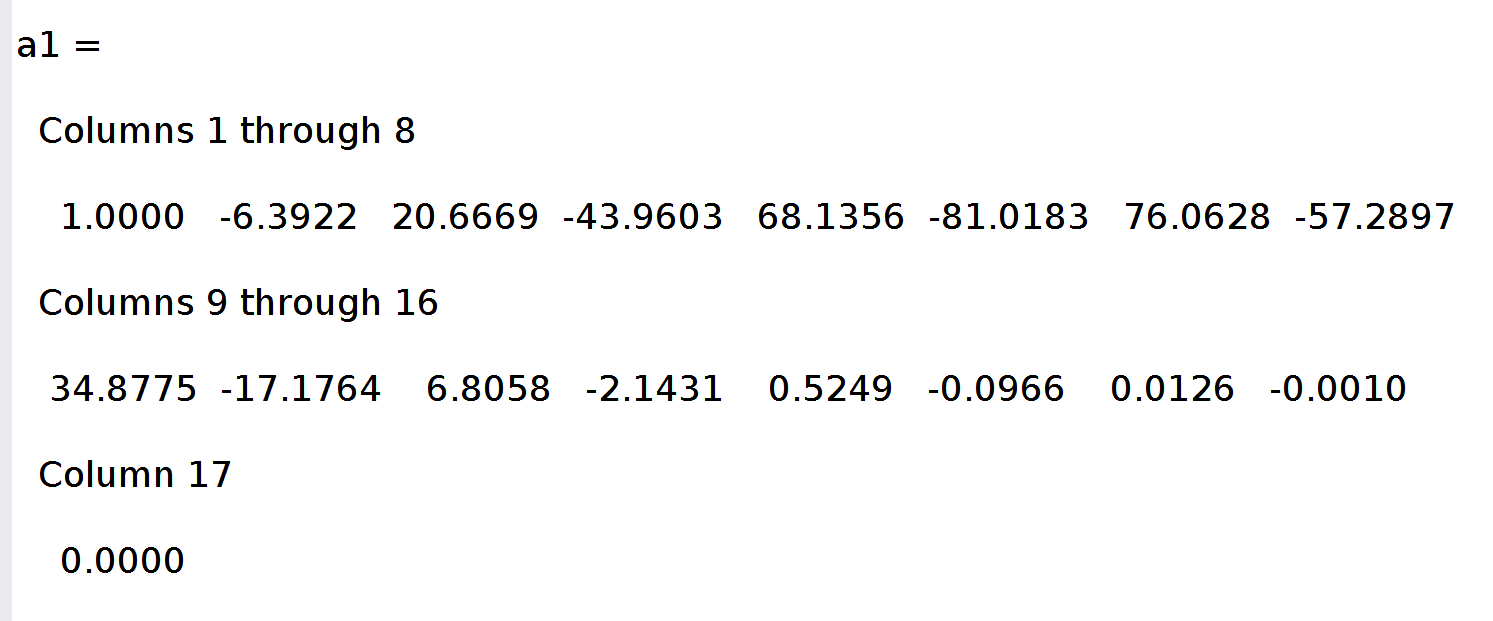 a1 =
Columns 1 through 8
1.0000 -6.3922 20.6669 -43.9603 68.1356 -81.0183 76.0628 -57.2897
Columns 9 through 16
34.8775 -17.1764 6.8058 -2.1431 0.5249 -0.0966 0.0126 -0.0010
Column 17
0.0000